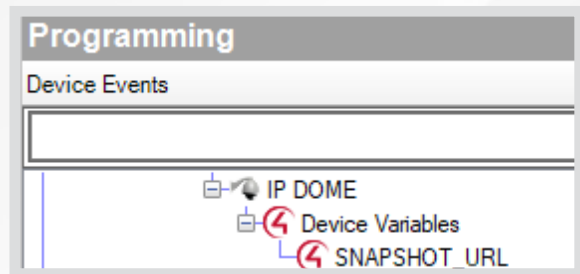 Programming
Device Events
IP DOME
Device Variables
SNAPSHOT_URL